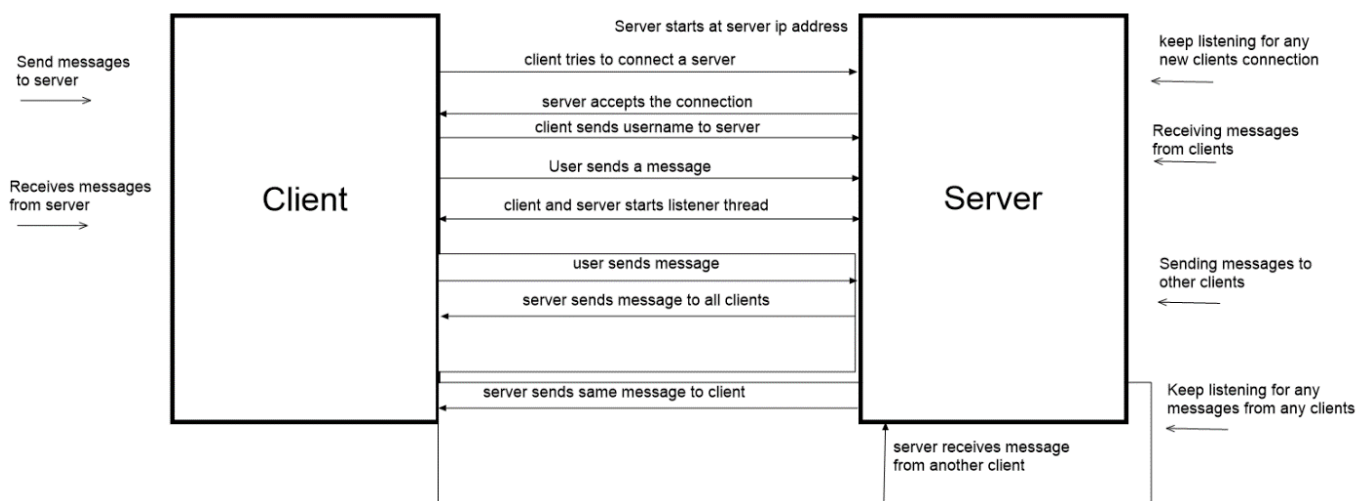 Server starts at server ip address
Send messages
to server
client tries to connect a server
keep listening for any
new clients connection
server accepts the connection
client sends username to server
Receiving messages
from clients
User sends a message
Receives messages
from server
Client
Server
client and server starts listener thread
user sends message
Sending messages to
other clients
server sends message to all clients
server sends same message to client
Keep listening for any
messages from any clients
server receives message
from another client